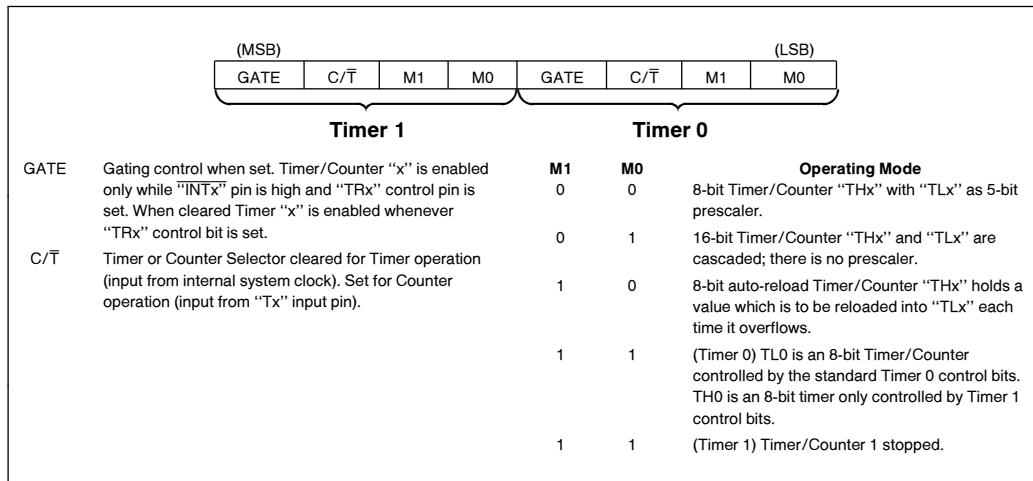 (MSB) (LSB)
GATE C/T̅ M1 M0 GATE C/T̅ M1 M0
Timer 1 Timer 0
GATE Gating control when set. Timer/Counter “x” is enabled
only while “INTx” pin is high and “TRx” control pin is
set. When cleared Timer “x” is enabled whenever
“TRx” control bit is set.
C/T̅ Timer or Counter Selector cleared for Timer operation
(input from internal system clock). Set for Counter
operation (input from “Tx” input pin).
M1 M0 Operating Mode
0 0 8-bit Timer/Counter “THx” with “TLx” as 5-bit
prescaler.
0 1 16-bit Timer/Counter “THx” and “TLx” are
cascaded; there is no prescaler.
1 0 8-bit auto-reload Timer/Counter “THx” holds a
value which is to be reloaded into “TLx” each
time it overflows.
1 1 (Timer 0) TL0 is an 8-bit Timer/Counter
controlled by the standard Timer 0 control bits.
TH0 is an 8-bit timer only controlled by Timer 1
control bits.
1 1 (Timer 1) Timer/Counter 1 stopped.